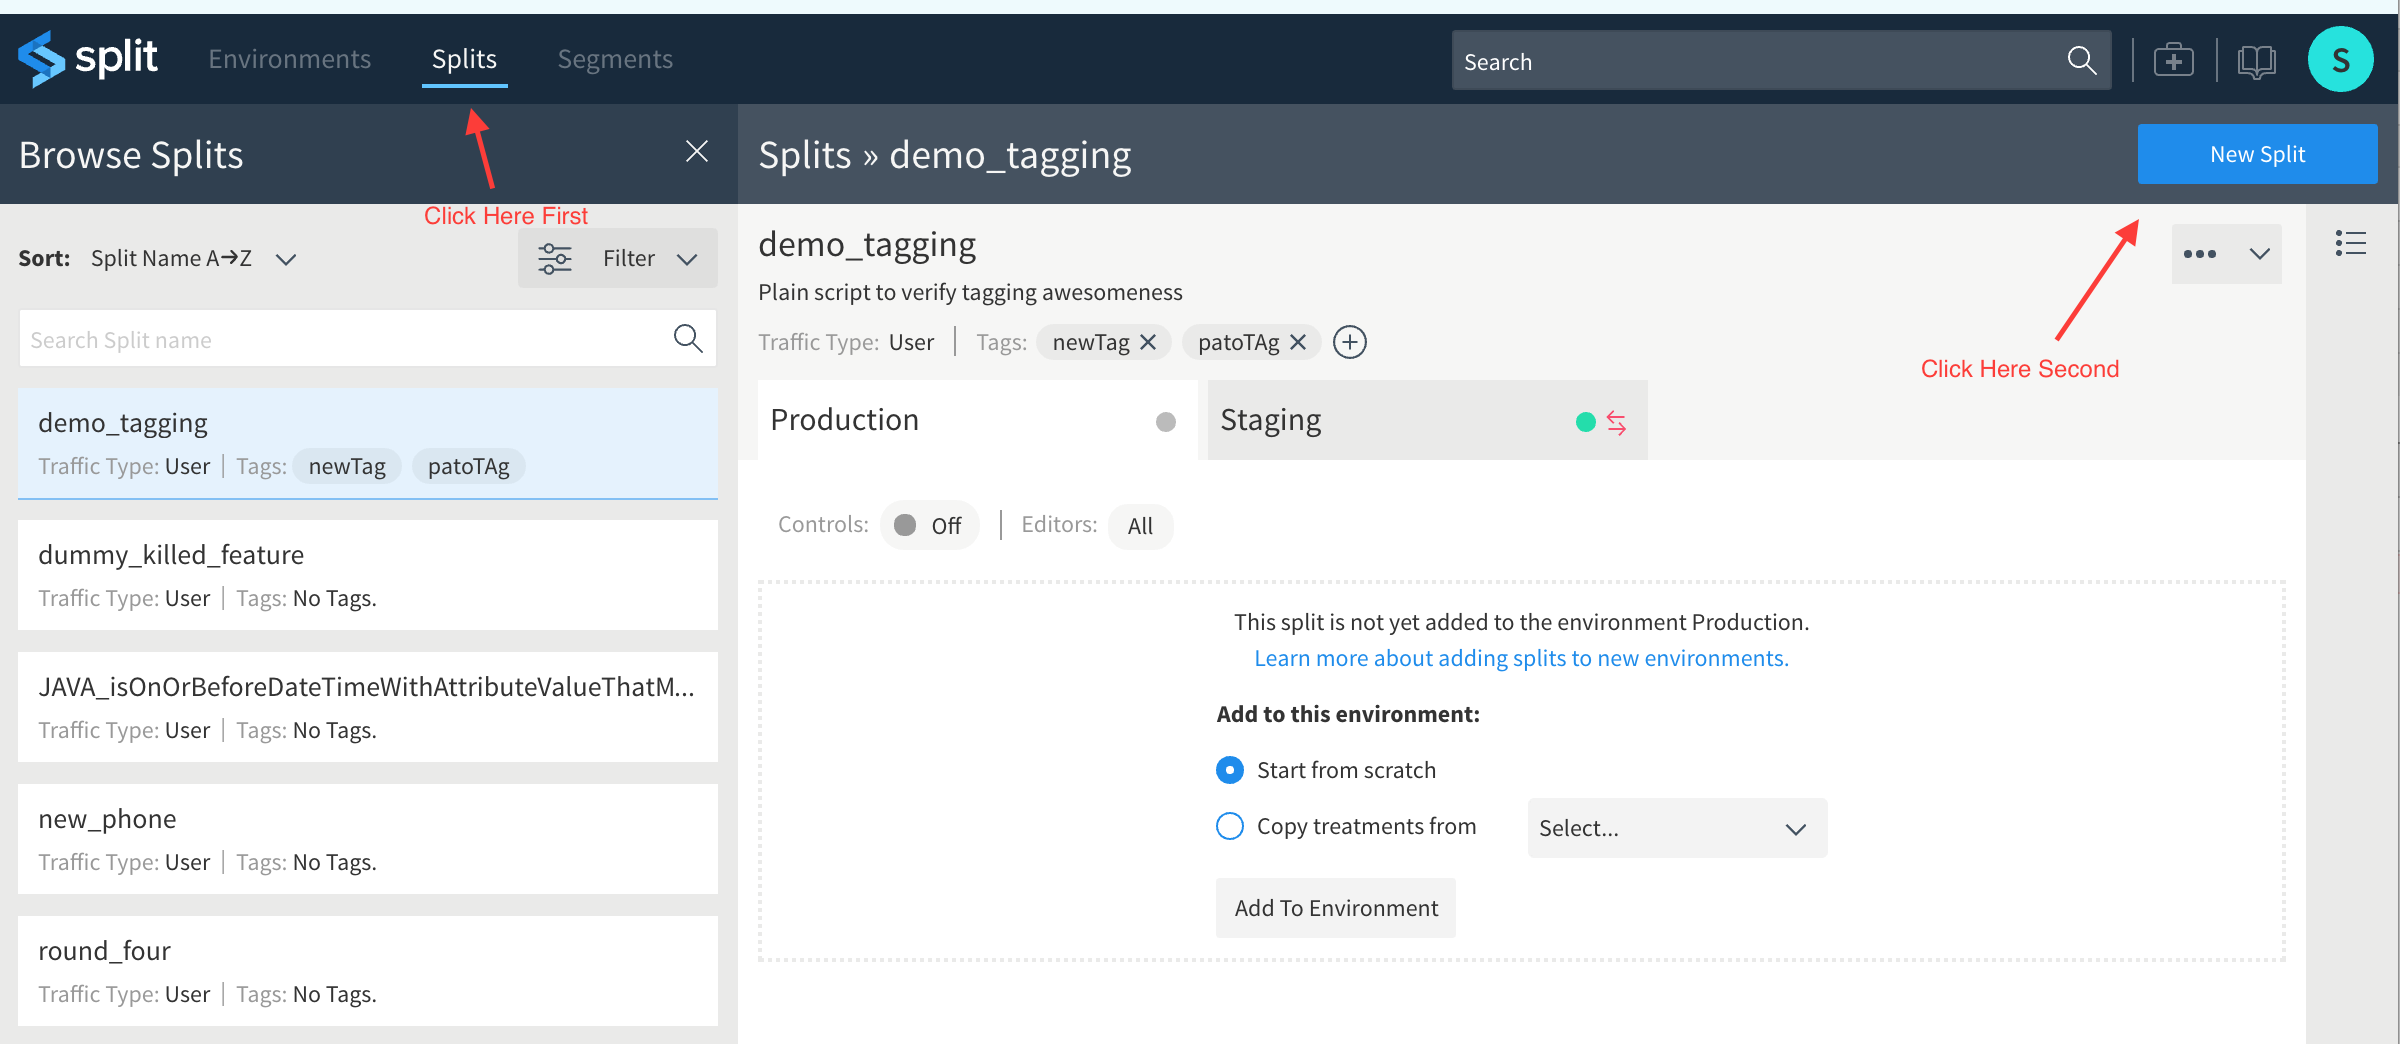 split
Environments
Splits
Segments
Search
S
Browse Splits
Splits » demo_tagging
New Split
Click Here First
Sort: Split Name A→Z
Filter
Search Split name
demo_tagging
Traffic Type: User | Tags: newTag patoTAg
dummy_killed_feature
Traffic Type: User | Tags: No Tags.
JAVA_isOnOrBeforeDateTimeWithAttributeValueThatM...
Traffic Type: User | Tags: No Tags.
new_phone
Traffic Type: User | Tags: No Tags.
round_four
Traffic Type: User | Tags: No Tags.
demo_tagging
Plain script to verify tagging awesomeness
Traffic Type: User | Tags: newTag patoTAg
Click Here Second
Production
Staging
Controls: Off | Editors: All
This split is not yet added to the environment Production.
Learn more about adding splits to new environments.
Add to this environment:
Start from scratch
Copy treatments from
Select...
Add To Environment